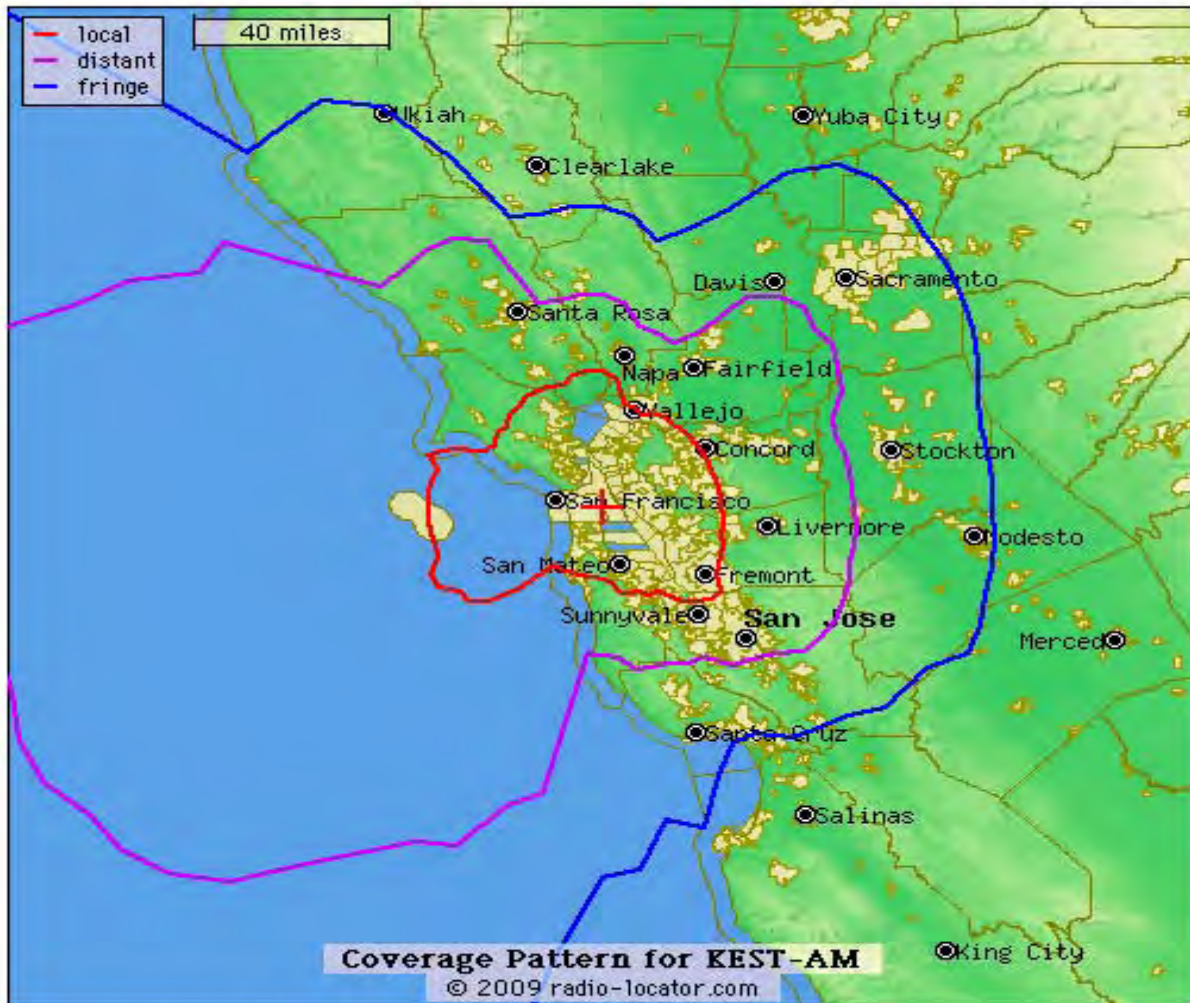 local
40 miles
distant
fringe
Ukiah
Yuba City
Clearlake
Davis
Sacramento
Santa Rosa
Napa
Fairfield
Vallejo
Concord
Stockton
San Francisco
Livermore
Modesto
San Mateo
Fremont
Sunnyvale
San Jose
Merced
Santa Cruz
Salinas
King City
Coverage Pattern for KEST-AM
© 2009 radio-locator.com